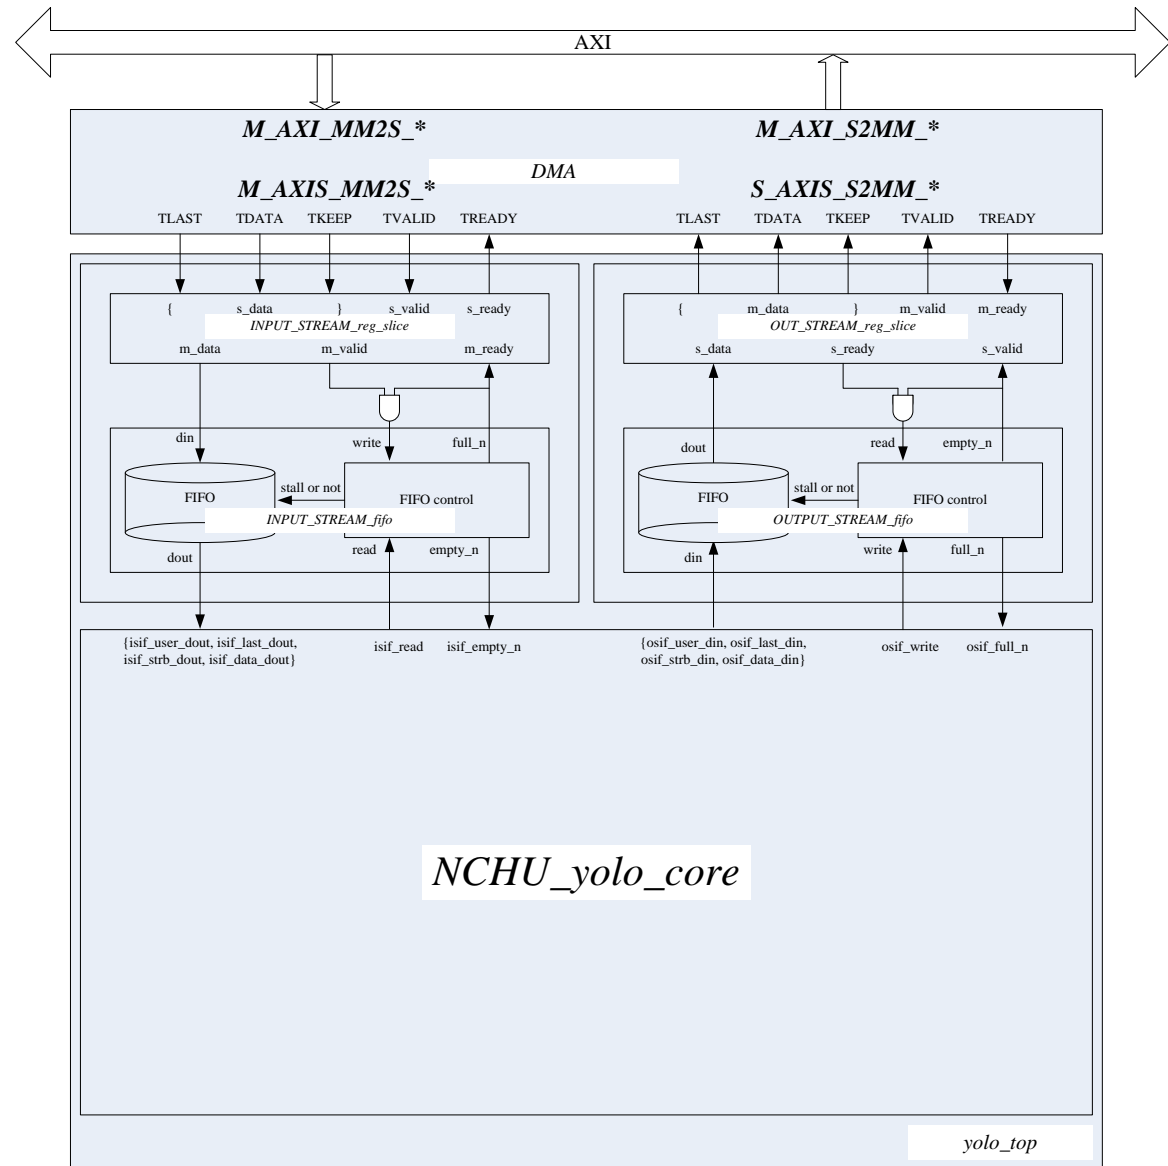 AXI
M_AXI_MM2S_* M_AXI_S2MM_*
DMA
M_AXIS_MM2S_* S_AXIS_S2MM_*
TLAST TDATA TKEEP TVALID TREADY TLAST TDATA TKEEP TVALID TREADY
{ s_data } s_valid s_ready { m_data } m_valid m_ready
INPUT_STREAM_reg_slice OUT_STREAM_reg_slice
m_data m_valid m_ready s_data s_ready s_valid
din write full_n dout read empty_n
stall or not stall or not
FIFO FIFO control FIFO FIFO control
INPUT_STREAM_fifo OUTPUT_STREAM_fifo
dout read empty_n din write full_n
{isif_user_dout, isif_last_dout, isif_read isif_empty_n {osif_user_din, osif_last_din, osif_write osif_full_n
isif_strb_dout, isif_data_dout} osif_strb_din, osif_data_din}
NCHU_yolo_core
yolo_top